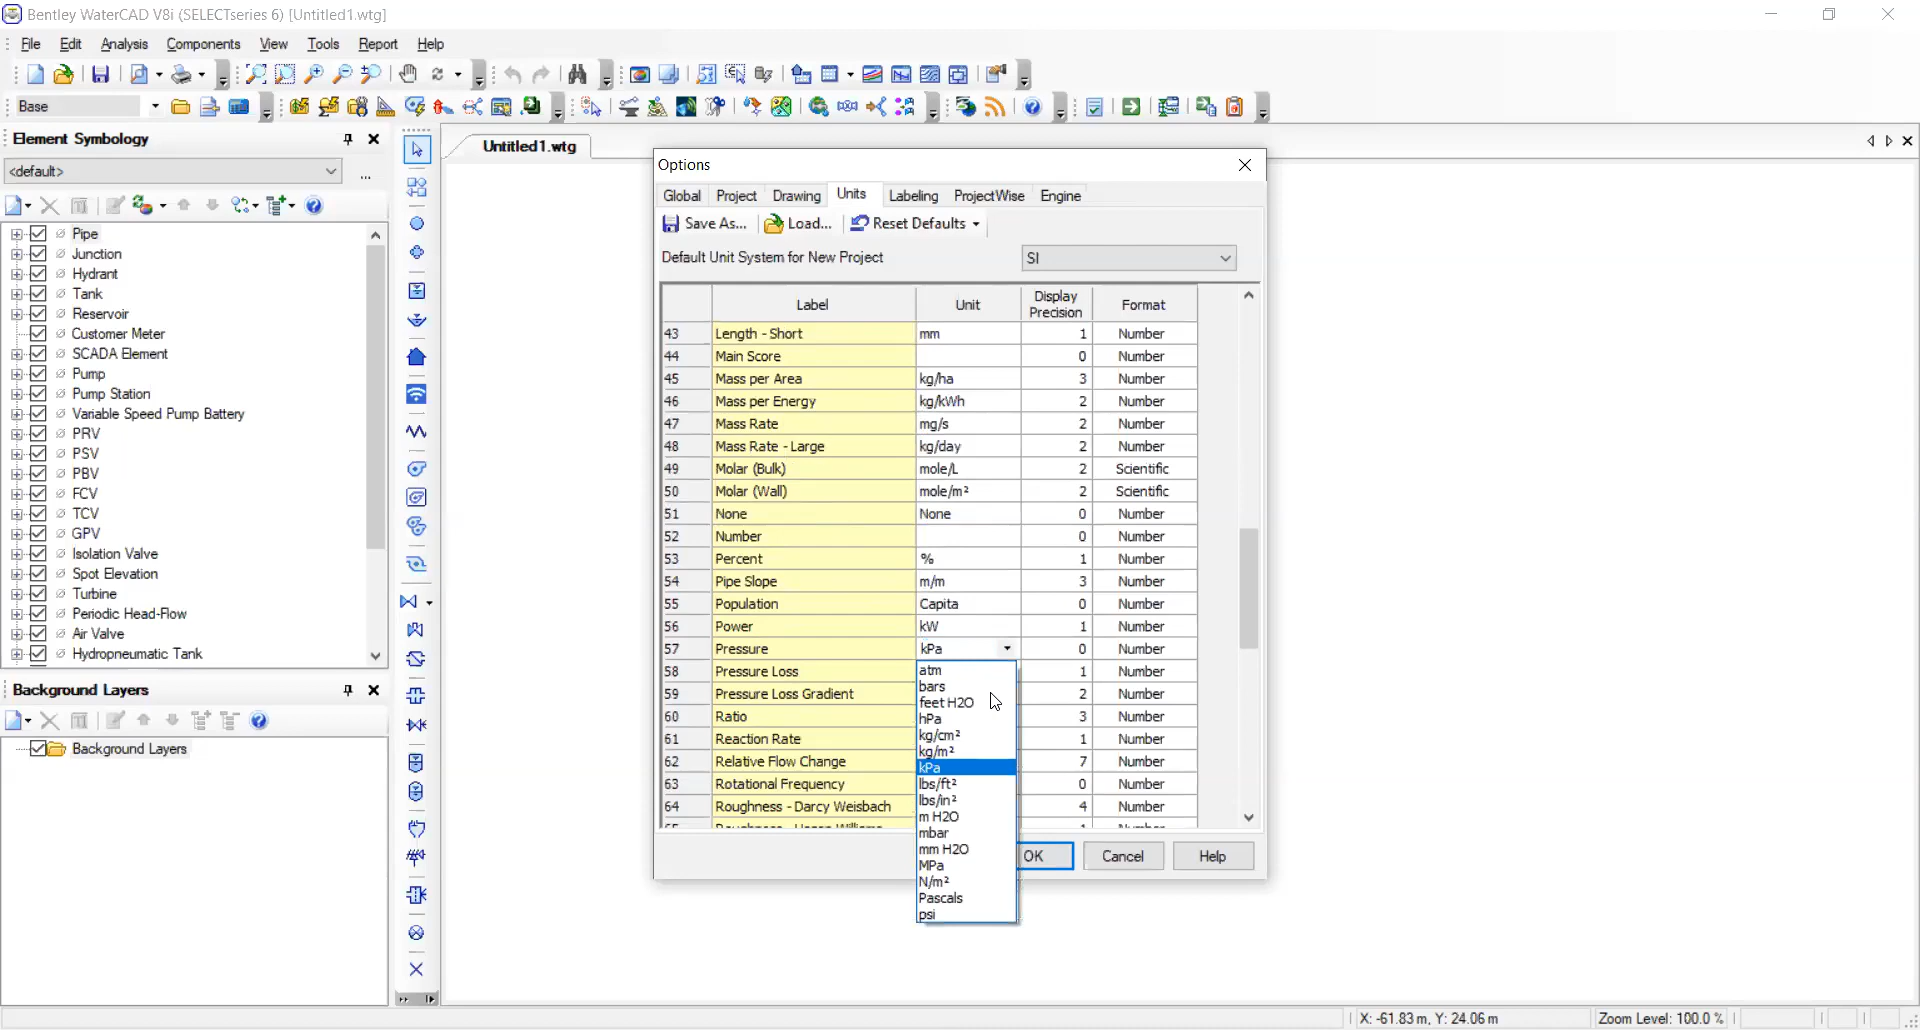 Bentley WaterCAD V8i (SELECTseries 6) [Untitled1.wtg]
File Edit Analysis Components View Tools Report Help
Base
Element Symbology
<default>
...
Pipe
Junction
Hydrant
Tank
Reservoir
Customer Meter
SCADA Element
Pump
Pump Station
Variable Speed Pump Battery
PRV
PSV
PBV
FCV
TCV
GPV
Isolation Valve
Spot Elevation
Turbine
Periodic Head-Flow
Air Valve
Hydropneumatic Tank
Background Layers
Background Layers
Untitled1.wtg
Options
Global Project Drawing Units Labeling ProjectWise Engine
Save As... Load... Reset Defaults
Default Unit System for New Project SI
Label Unit Display Precision Format
43 Length - Short mm 1 Number
44 Main Score 0 Number
45 Mass per Area kg/ha 3 Number
46 Mass per Energy kg/kWh 2 Number
47 Mass Rate mg/s 2 Number
48 Mass Rate - Large kg/day 2 Number
49 Molar (Bulk) mole/L 2 Scientific
50 Molar (Wall) mole/m² 2 Scientific
51 None None 0 Number
52 Number 0 Number
53 Percent % 1 Number
54 Pipe Slope m/m 3 Number
55 Population Capita 0 Number
56 Power kW 1 Number
57 Pressure kPa 0 Number
58 Pressure Loss 1 Number
59 Pressure Loss Gradient 2 Number
60 Ratio 3 Number
61 Reaction Rate 1 Number
62 Relative Flow Change 7 Number
63 Rotational Frequency 0 Number
64 Roughness - Darcy Weisbach 4 Number
atm
bars
feet H2O
hPa
kg/cm²
kg/m²
kPa
lbs/ft²
lbs/in²
m H2O
mbar
mm H2O
MPa
N/m²
Pascals
psi
OK Cancel Help
X: -61.83 m, Y: 24.06 m Zoom Level: 100.0 %